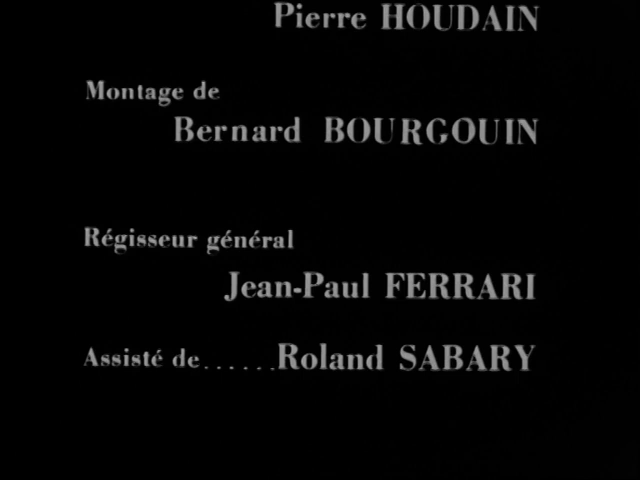 Pierre HOUDAIN
Montage de
Bernard BOURGOUIN
Régisseur général
Jean-Paul FERRARI
Assisté de......Roland SABARY